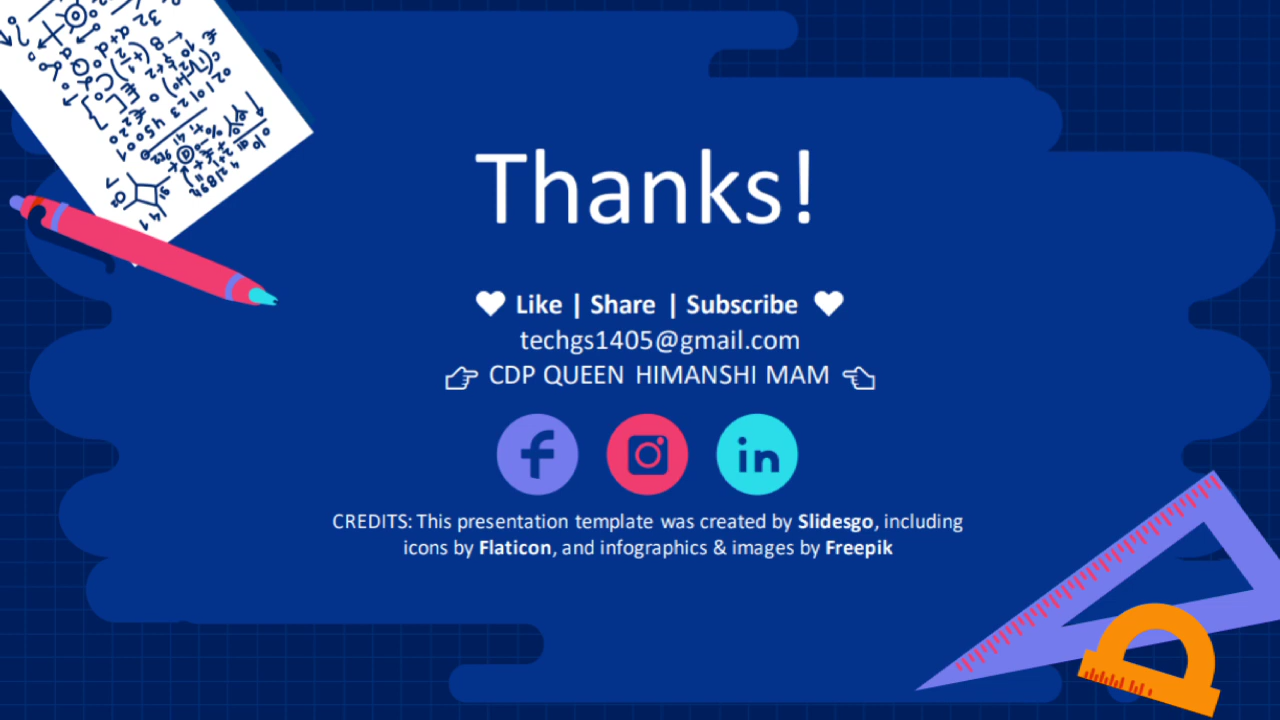 Thanks!
Like | Share | Subscribe
techgs1405@gmail.com
CDP QUEEN HIMANSHI MAM
CREDITS: This presentation template was created by Slidesgo, including
icons by Flaticon, and infographics & images by Freepik